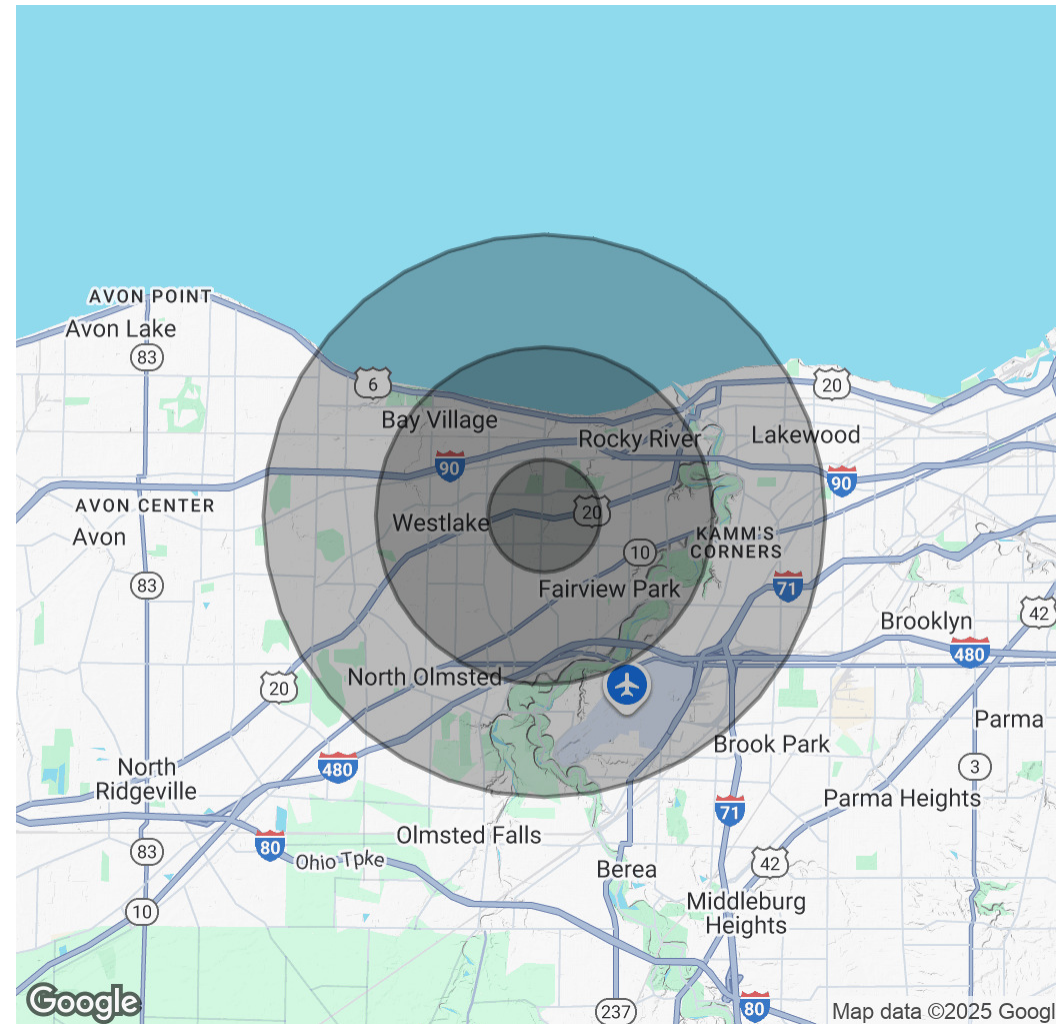 AVON POINT
Avon Lake
83
6
20
Bay Village
Rocky River
Lakewood
90
90
AVON CENTER
Avon
Westlake
20
10
KAMM'S
CORNERS
83
Fairview Park
71
42
Brooklyn
480
North Olmsted
20
Parma
Brook Park
480
3
North
Ridgeville
Parma Heights
71
Olmsted Falls
80
Ohio Tpke
83
42
Berea
10
Middleburg
Heights
Google
237
80
Map data ©2025 Googl